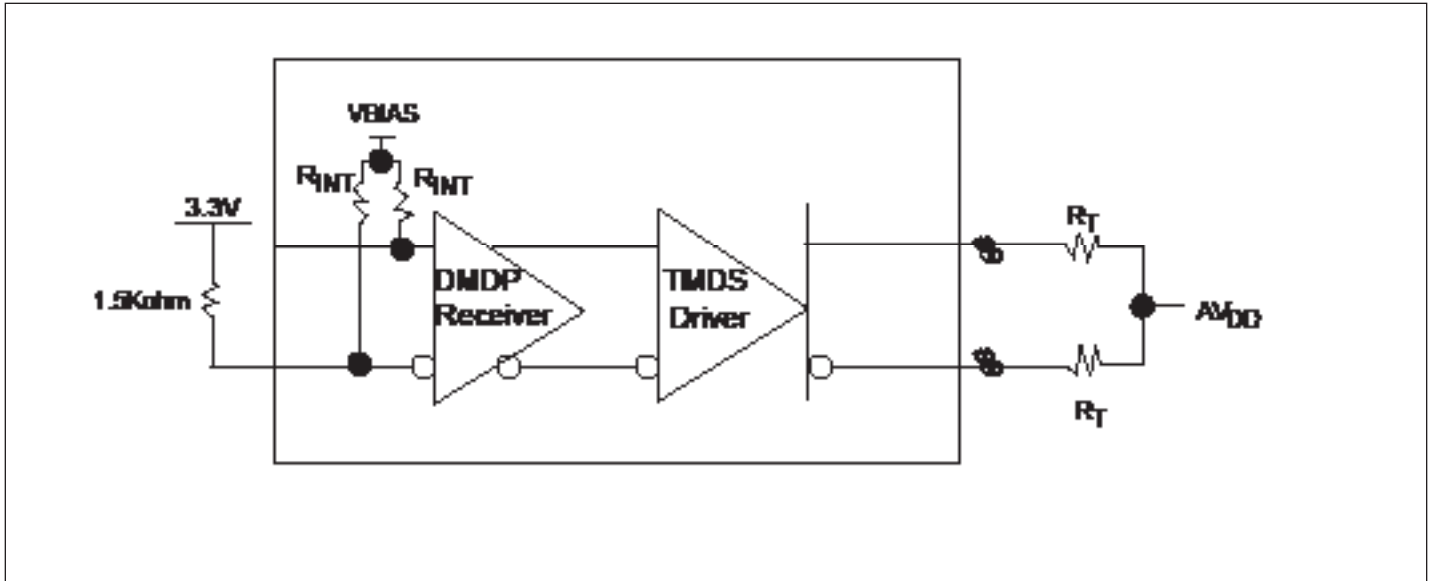 VBIAS
RINT
RINT
3.3V
1.5Kohm
DMDP
Receiver
TMDS
Driver
RT
AVDD
RT